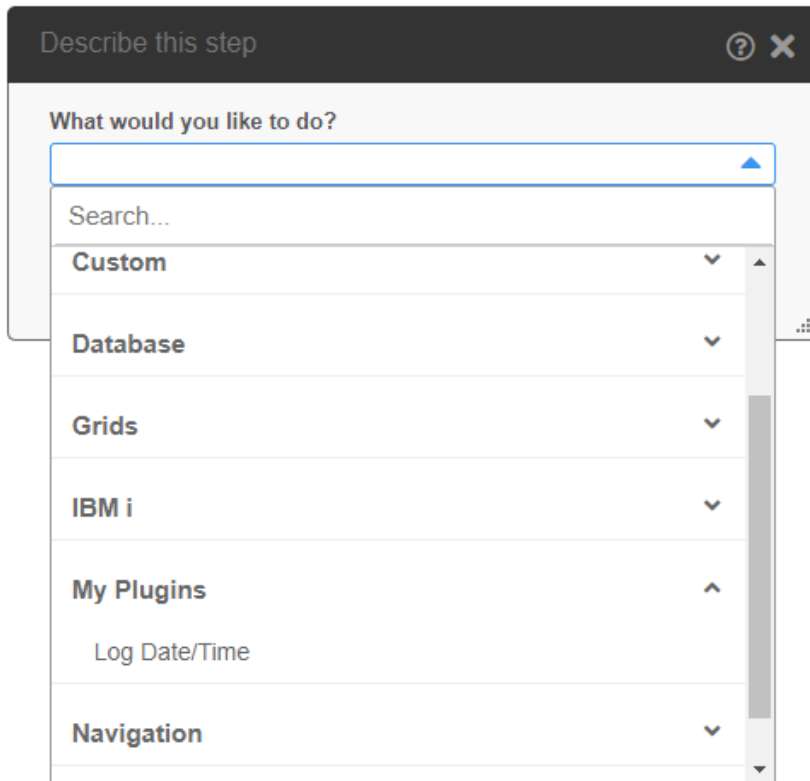 Describe this step
What would you like to do?
Search...
Custom
Database
Grids
IBM i
My Plugins
Log Date/Time
Navigation